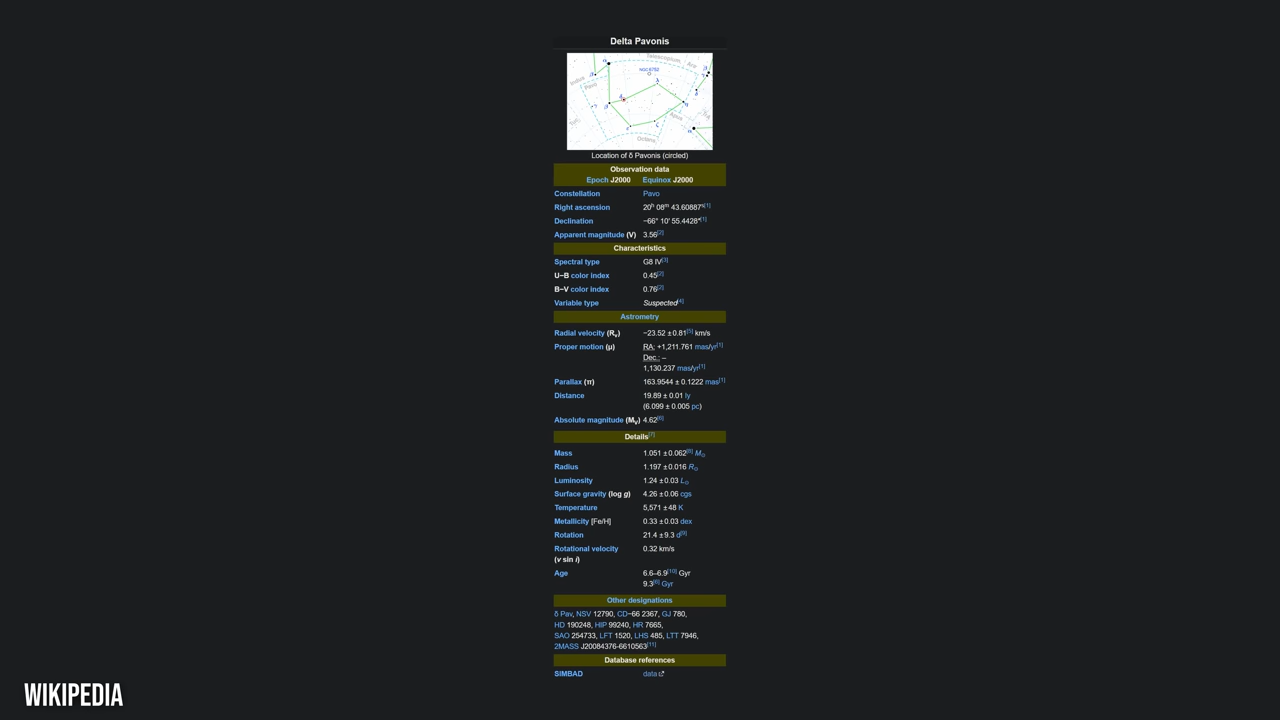 Delta Pavonis
Telescopium
Ara
NGC 6752
Indus
Pavo
Apus
Octans
Location of δ Pavonis (circled)
Observation data
Epoch J2000 Equinox J2000
Constellation Pavo
Right ascension 20h 08m 43.60887s[1]
Declination −66° 10′ 55.4428″[1]
Apparent magnitude (V) 3.56[2]
Characteristics
Spectral type G8 IV[3]
U−B color index 0.45[2]
B−V color index 0.76[2]
Variable type Suspected[4]
Astrometry
Radial velocity (Rv) −23.52 ±0.81[5] km/s
Proper motion (μ) RA: +1,211.761 mas/yr[1]
Dec.: −
1,130.237 mas/yr[1]
Parallax (π) 163.9544 ± 0.1222 mas[1]
Distance 19.89 ± 0.01 ly
(6.099 ± 0.005 pc)
Absolute magnitude (MV) 4.62[6]
Details[7]
Mass 1.051 ±0.062[8] M☉
Radius 1.197 ±0.016 R☉
Luminosity 1.24 ±0.03 L☉
Surface gravity (log g) 4.26 ±0.06 cgs
Temperature 5,571 ±48 K
Metallicity [Fe/H] 0.33 ±0.03 dex
Rotation 21.4 ±9.3 d[9]
Rotational velocity 0.32 km/s
(v sin i)
Age 6.6–6.9[10] Gyr
9.3[6] Gyr
Other designations
δ Pav, NSV 12790, CD−66 2367, GJ 780,
HD 190248, HIP 99240, HR 7665,
SAO 254733, LFT 1520, LHS 485, LTT 7946,
2MASS J20084376-6610563[11]
Database references
SIMBAD data
WIKIPEDIA